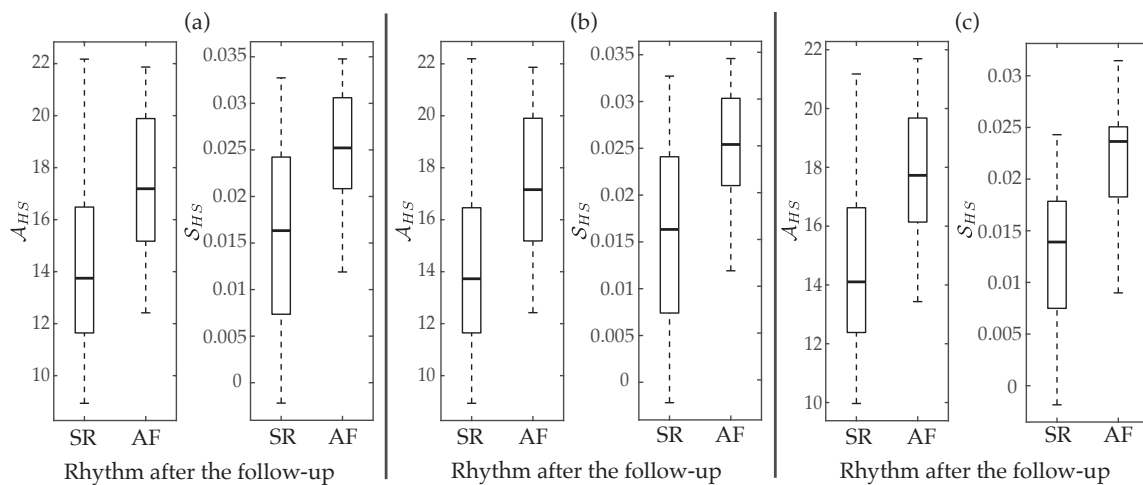 (a)
22
20
18
16
14
12
10
A_HS
SR AF
0.035
0.03
0.025
0.02
0.015
0.01
0.005
0
S_HS
SR AF
Rhythm after the follow-up
(b)
22
20
18
16
14
12
10
A_HS
SR AF
0.035
0.03
0.025
0.02
0.015
0.01
0.005
0
S_HS
SR AF
Rhythm after the follow-up
(c)
22
20
18
16
14
12
10
A_HS
SR AF
0.03
0.025
0.02
0.015
0.01
0.005
0
S_HS
SR AF
Rhythm after the follow-up